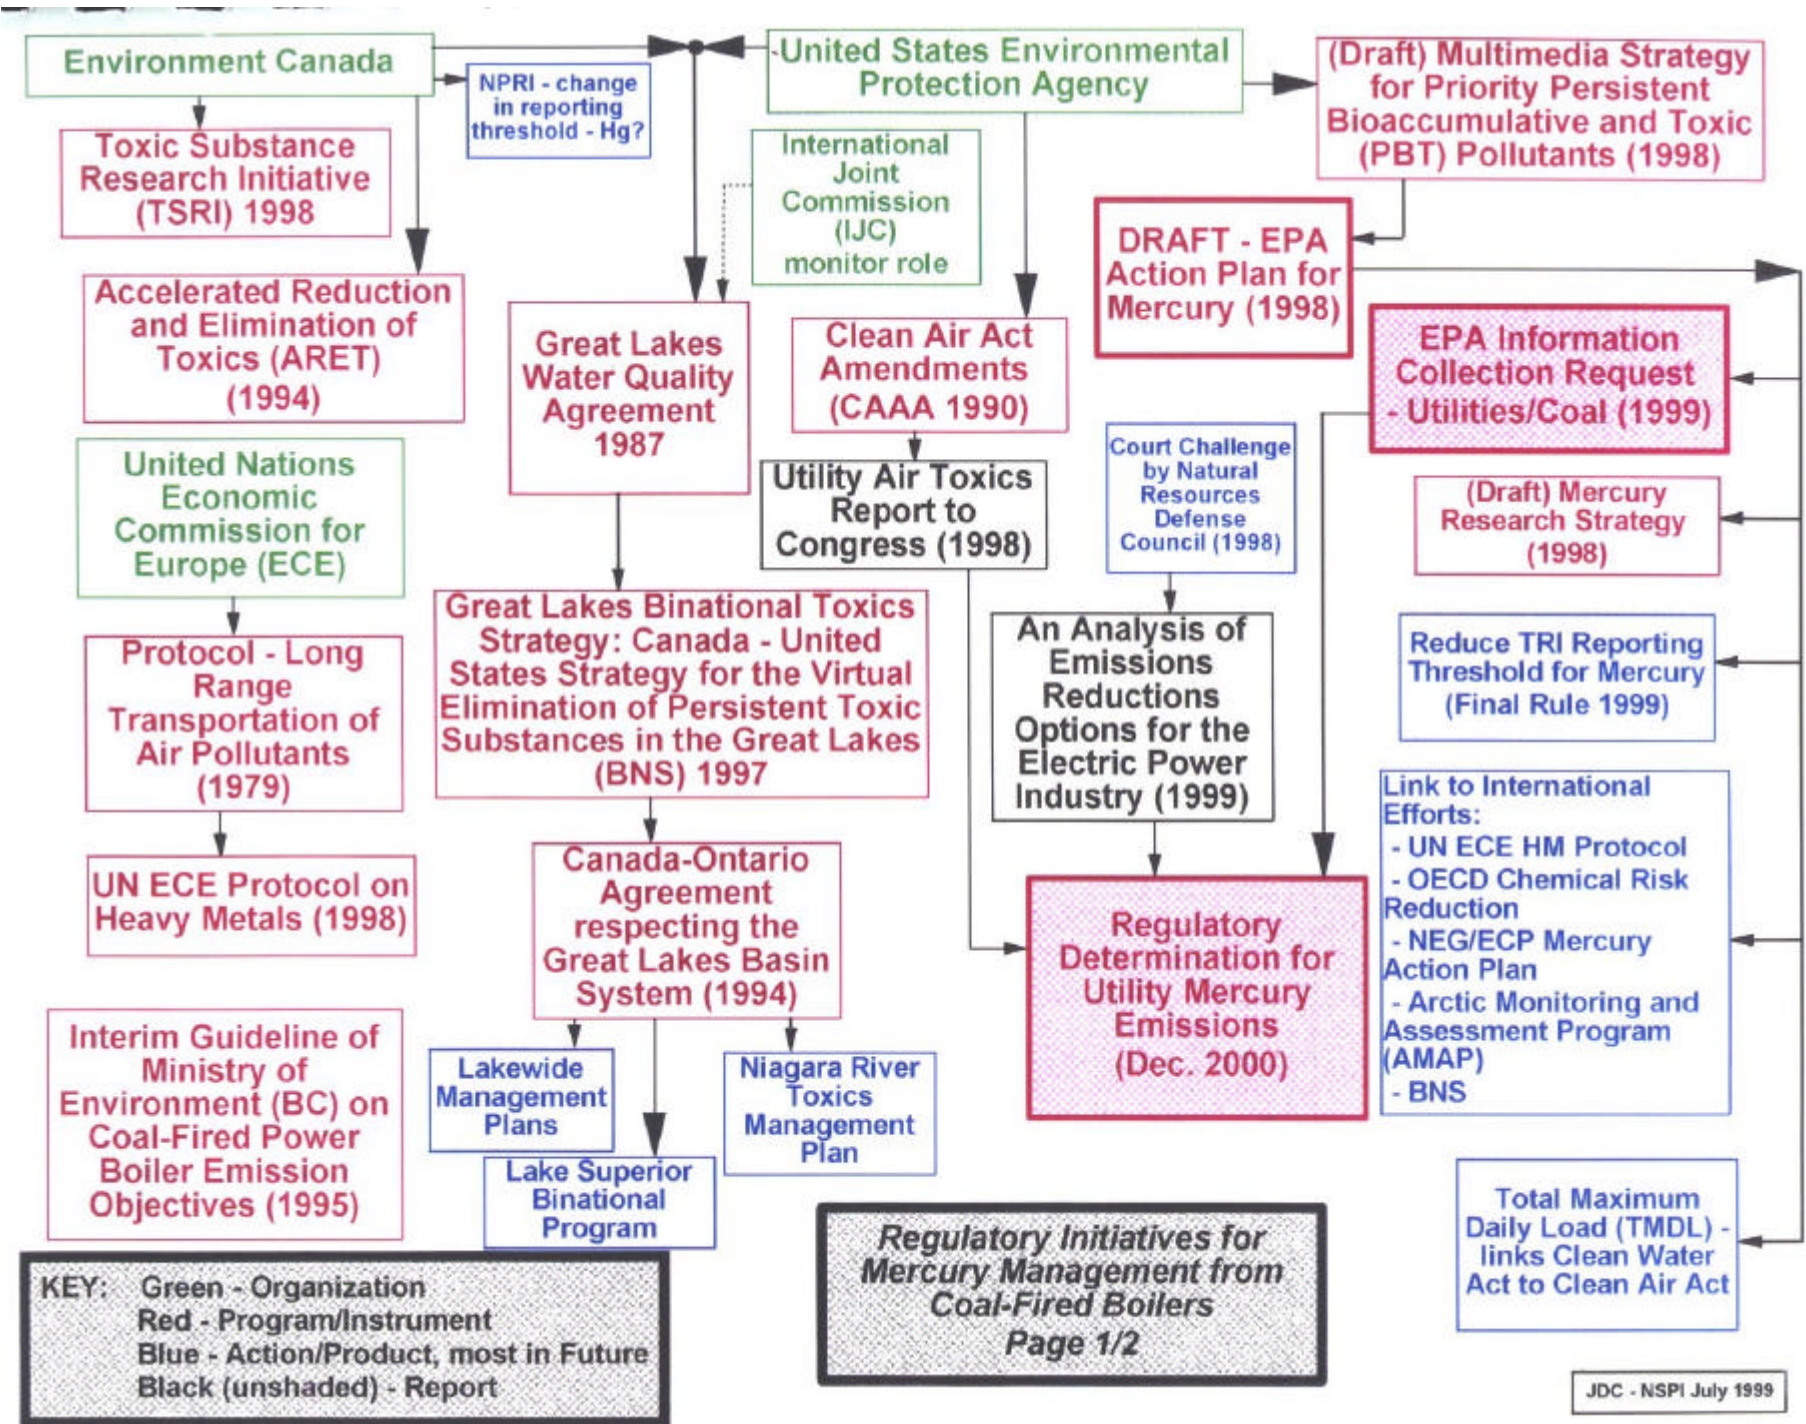 Environment Canada
NPRI - change
in reporting
threshold - Hg?
United States Environmental
Protection Agency
(Draft) Multimedia Strategy
for Priority Persistent
Bioaccumulative and Toxic
(PBT) Pollutants (1998)
Toxic Substance
Research Initiative
(TSRI) 1998
International
Joint
Commission
(IJC)
monitor role
DRAFT - EPA
Action Plan for
Mercury (1998)
Accelerated Reduction
and Elimination of
Toxics (ARET)
(1994)
Great Lakes
Water Quality
Agreement
1987
Clean Air Act
Amendments
(CAAA 1990)
EPA Information
Collection Request
- Utilities/Coal (1999)
United Nations
Economic
Commission for
Europe (ECE)
Utility Air Toxics
Report to
Congress (1998)
Court Challenge
by Natural
Resources
Defense
Council (1998)
(Draft) Mercury
Research Strategy
(1998)
Protocol - Long
Range
Transportation of
Air Pollutants
(1979)
Great Lakes Binational Toxics
Strategy: Canada - United
States Strategy for the Virtual
Elimination of Persistent Toxic
Substances in the Great Lakes
(BNS) 1997
An Analysis of
Emissions
Reductions
Options for the
Electric Power
Industry (1999)
Reduce TRI Reporting
Threshold for Mercury
(Final Rule 1999)
UN ECE Protocol on
Heavy Metals (1998)
Canada-Ontario
Agreement
respecting the
Great Lakes Basin
System (1994)
Regulatory
Determination for
Utility Mercury
Emissions
(Dec. 2000)
Link to International
Efforts:
- UN ECE HM Protocol
- OECD Chemical Risk
Reduction
- NEG/ECP Mercury
Action Plan
- Arctic Monitoring and
Assessment Program
(AMAP)
- BNS
Interim Guideline of
Ministry of
Environment (BC) on
Coal-Fired Power
Boiler Emission
Objectives (1995)
Lakewide
Management
Plans
Lake Superior
Binational
Program
Niagara River
Toxics
Management
Plan
Total Maximum
Daily Load (TMDL) -
links Clean Water
Act to Clean Air Act
KEY: Green - Organization
Red - Program/Instrument
Blue - Action/Product, most in Future
Black (unshaded) - Report
Regulatory Initiatives for
Mercury Management from
Coal-Fired Boilers
Page 1/2
JDC - NSPI July 1999